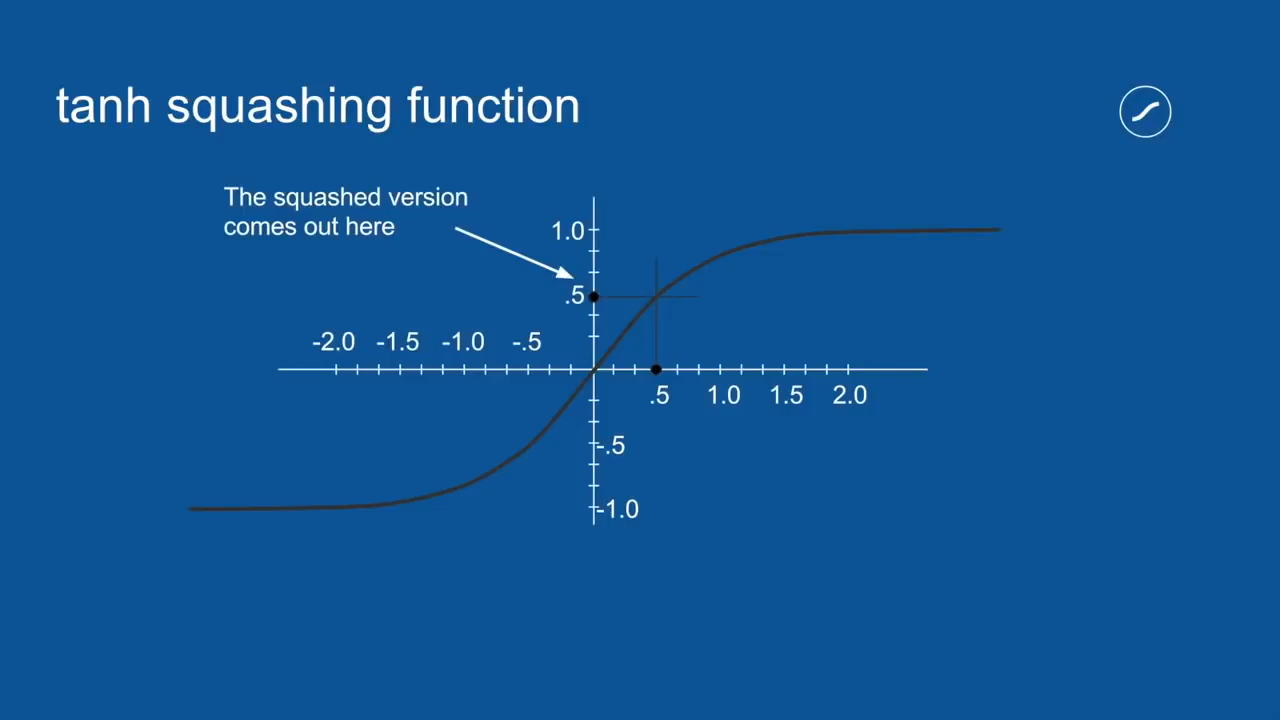 tanh squashing function
The squashed version
comes out here
1.0
.5
-2.0 -1.5 -1.0 -.5
.5 1.0 1.5 2.0
-.5
-1.0